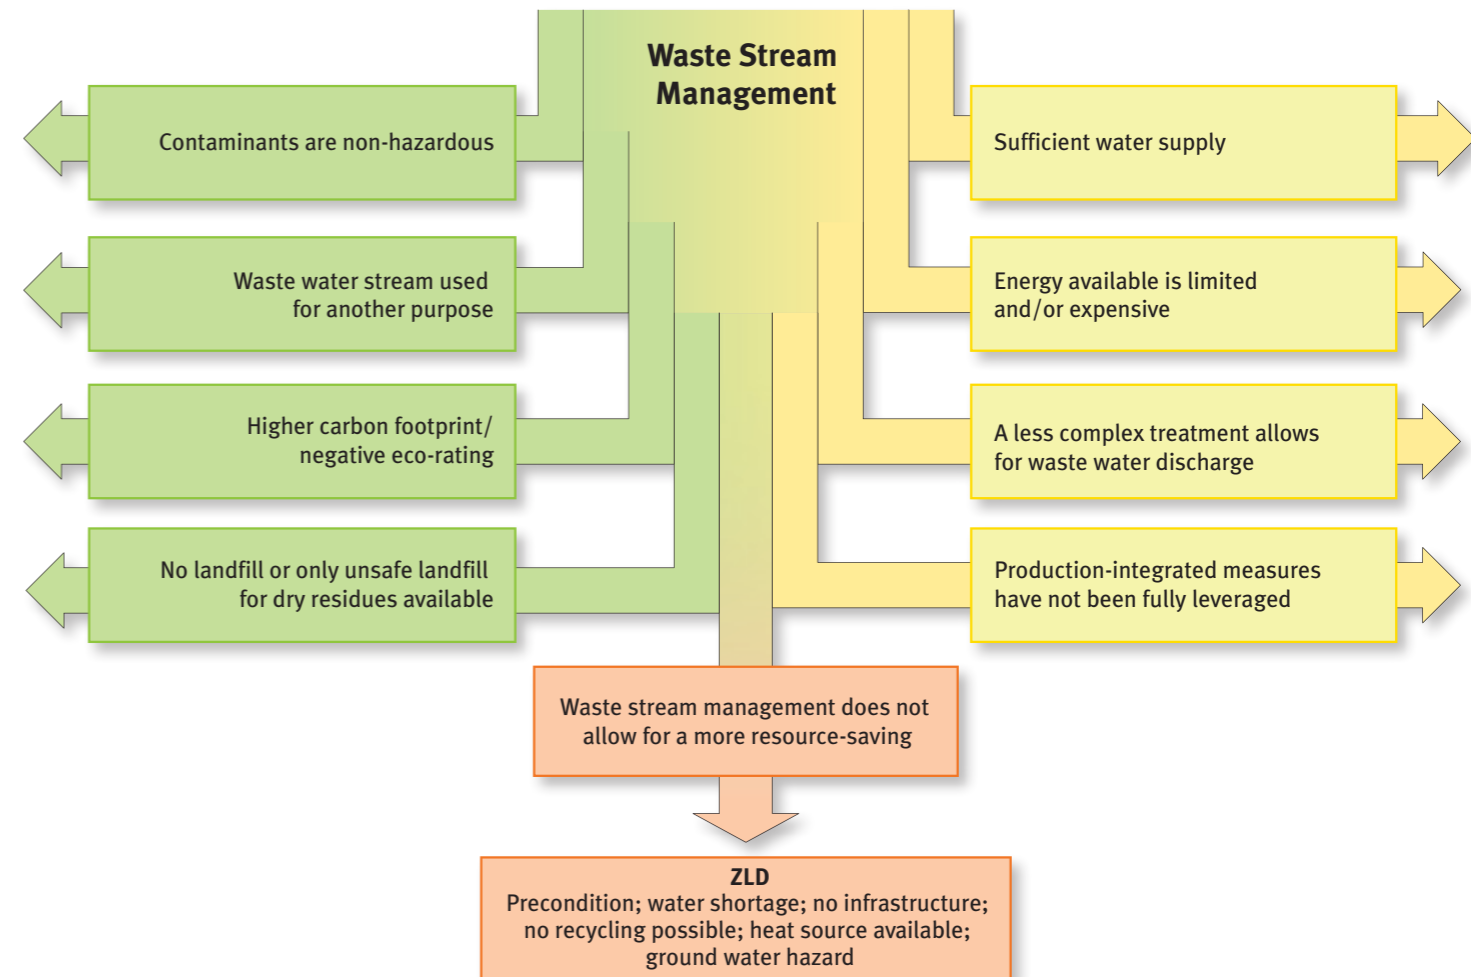 Waste Stream
Management
Contaminants are non-hazardous
Sufficient water supply
Waste water stream used
for another purpose
Energy available is limited
and/or expensive
Higher carbon footprint/
negative eco-rating
A less complex treatment allows
for waste water discharge
No landfill or only unsafe landfill
for dry residues available
Production-integrated measures
have not been fully leveraged
Waste stream management does not
allow for a more resource-saving
ZLD
Precondition; water shortage; no infrastructure;
no recycling possible; heat source available;
ground water hazard